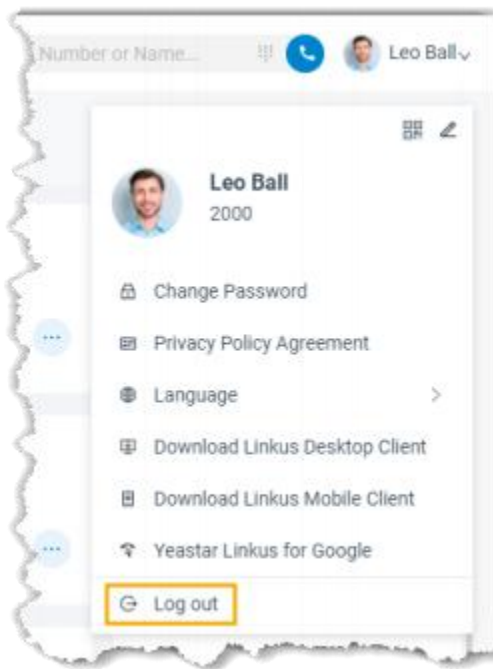 Number or Name...
Leo Ball
Leo Ball
2000
Change Password
Privacy Policy Agreement
Language
Download Linkus Desktop Client
Download Linkus Mobile Client
Yeastar Linkus for Google
Log out